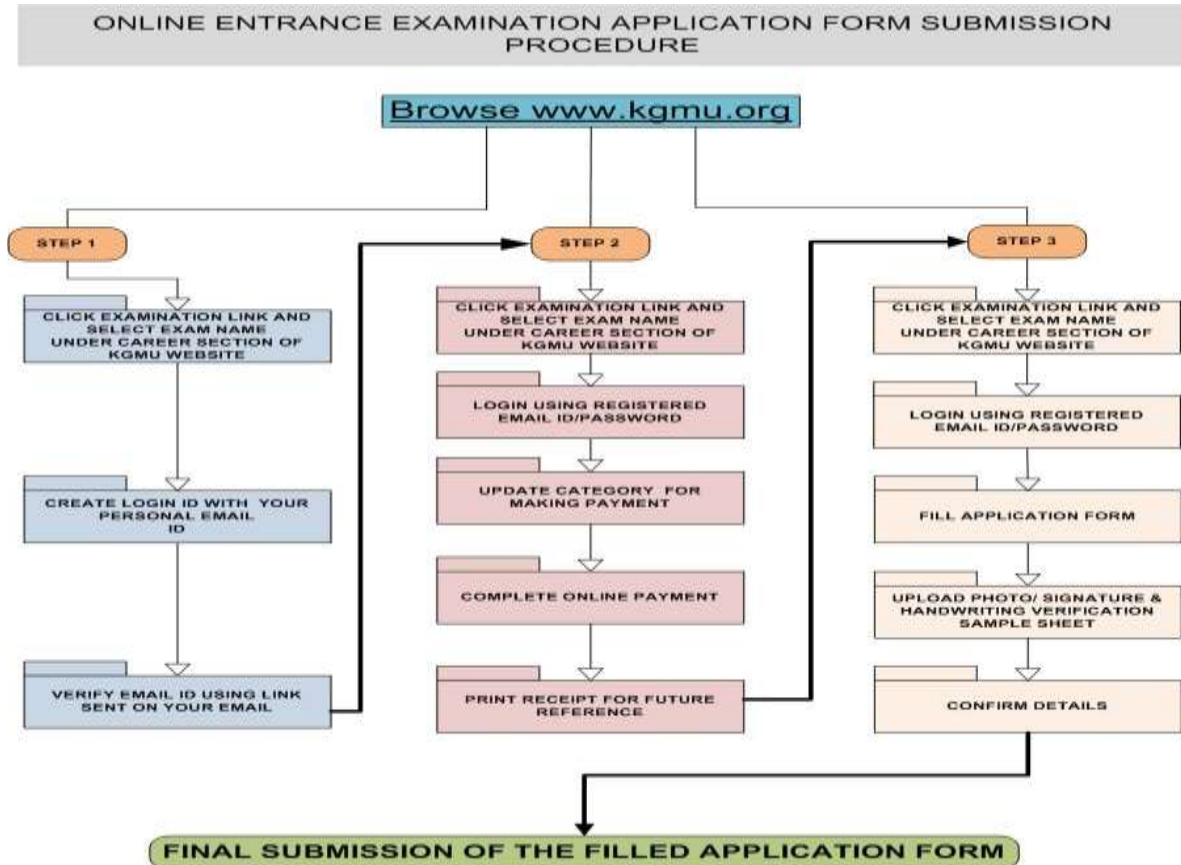 ONLINE ENTRANCE EXAMINATION APPLICATION FORM SUBMISSION
PROCEDURE
Browse www.kgmu.org
STEP 1
CLICK EXAMINATION LINK AND
SELECT EXAM NAME
UNDER CAREER SECTION OF
KGMU WEBSITE
CREATE LOGIN ID WITH YOUR
PERSONAL EMAIL
ID
VERIFY EMAIL ID USING LINK
SENT ON YOUR EMAIL
STEP 2
CLICK EXAMINATION LINK AND
SELECT EXAM NAME
UNDER CAREER SECTION OF
KGMU WEBSITE
LOGIN USING REGISTERED
EMAIL ID/PASSWORD
UPDATE CATEGORY FOR
MAKING PAYMENT
COMPLETE ONLINE PAYMENT
PRINT RECEIPT FOR FUTURE
REFERENCE
STEP 3
CLICK EXAMINATION LINK AND
SELECT EXAM NAME
UNDER CAREER SECTION OF
KGMU WEBSITE
LOGIN USING REGISTERED
EMAIL ID/PASSWORD
FILL APPLICATION FORM
UPLOAD PHOTO/ SIGNATURE &
HANDWRITING VERIFICATION
SAMPLE SHEET
CONFIRM DETAILS
FINAL SUBMISSION OF THE FILLED APPLICATION FORM